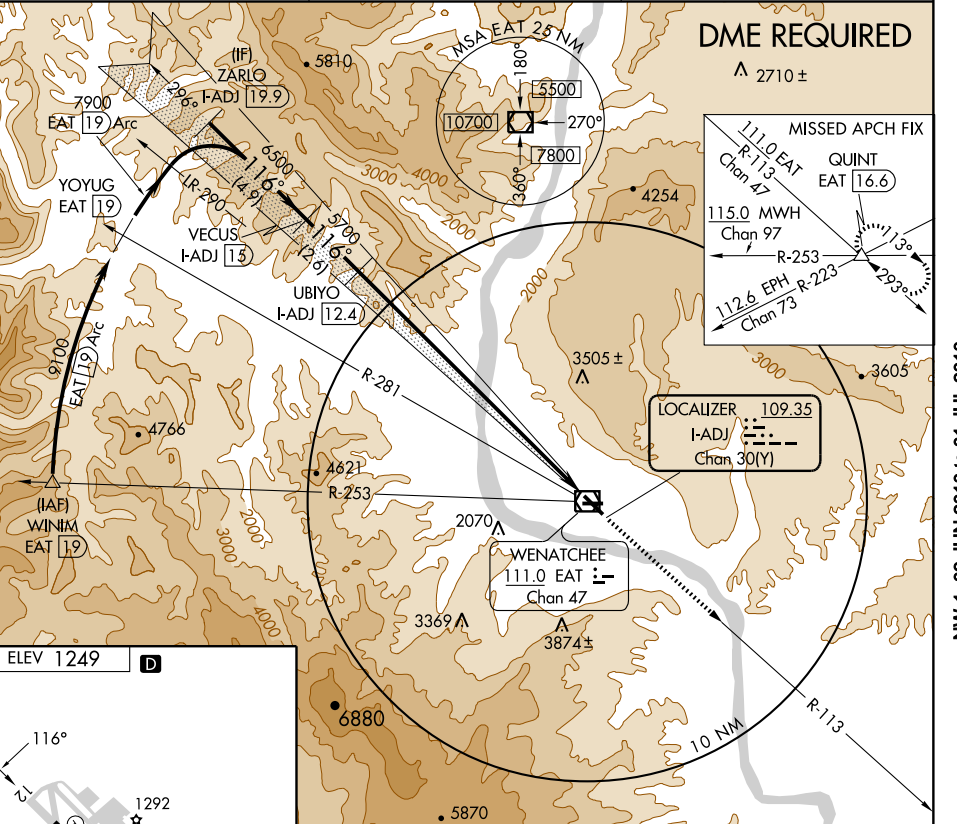 DME REQUIRED
2710 ±
5810
(IF)
ZARLO
I-ADJ 19.9
296°
7900
EAT 19 Arc
MSA EAT 25 NM
180°
5500
10700
270°
7800
360°
MISSED APCH FIX
111.0 EAT
R-113
Chan 47
QUINT
EAT 16.6
115.0 MWH
Chan 97
R-253
113°
293°
112.6 EPH R-223
Chan 73
YOYUG
EAT 19
LR-290
116°
6500
(4.9)
3000
4000
2000
4254
VECUS
I-ADJ 15
116°
5700
(2.6)
UBIYO
I-ADJ 12.4
2000
9100
EAT 19 Arc
R-281
3505 ±
3000
3605
LOCALIZER 109.35
I-ADJ
Chan 30(Y)
4766
4621
R-253
(IAF)
WINIM
EAT 19
2000
3000
4000
2070
WENATCHEE
111.0 EAT
Chan 47
3369
3874 ±
6880
10 NM
R-113
5870
ELEV 1249 D
116°
12
1292